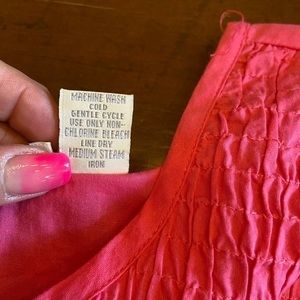 MACHINE WASH
COLD
GENTLE CYCLE
USE ONLY NON-
CHLORINE BLEACH
LINE DRY
MEDIUM STEAM
IRON